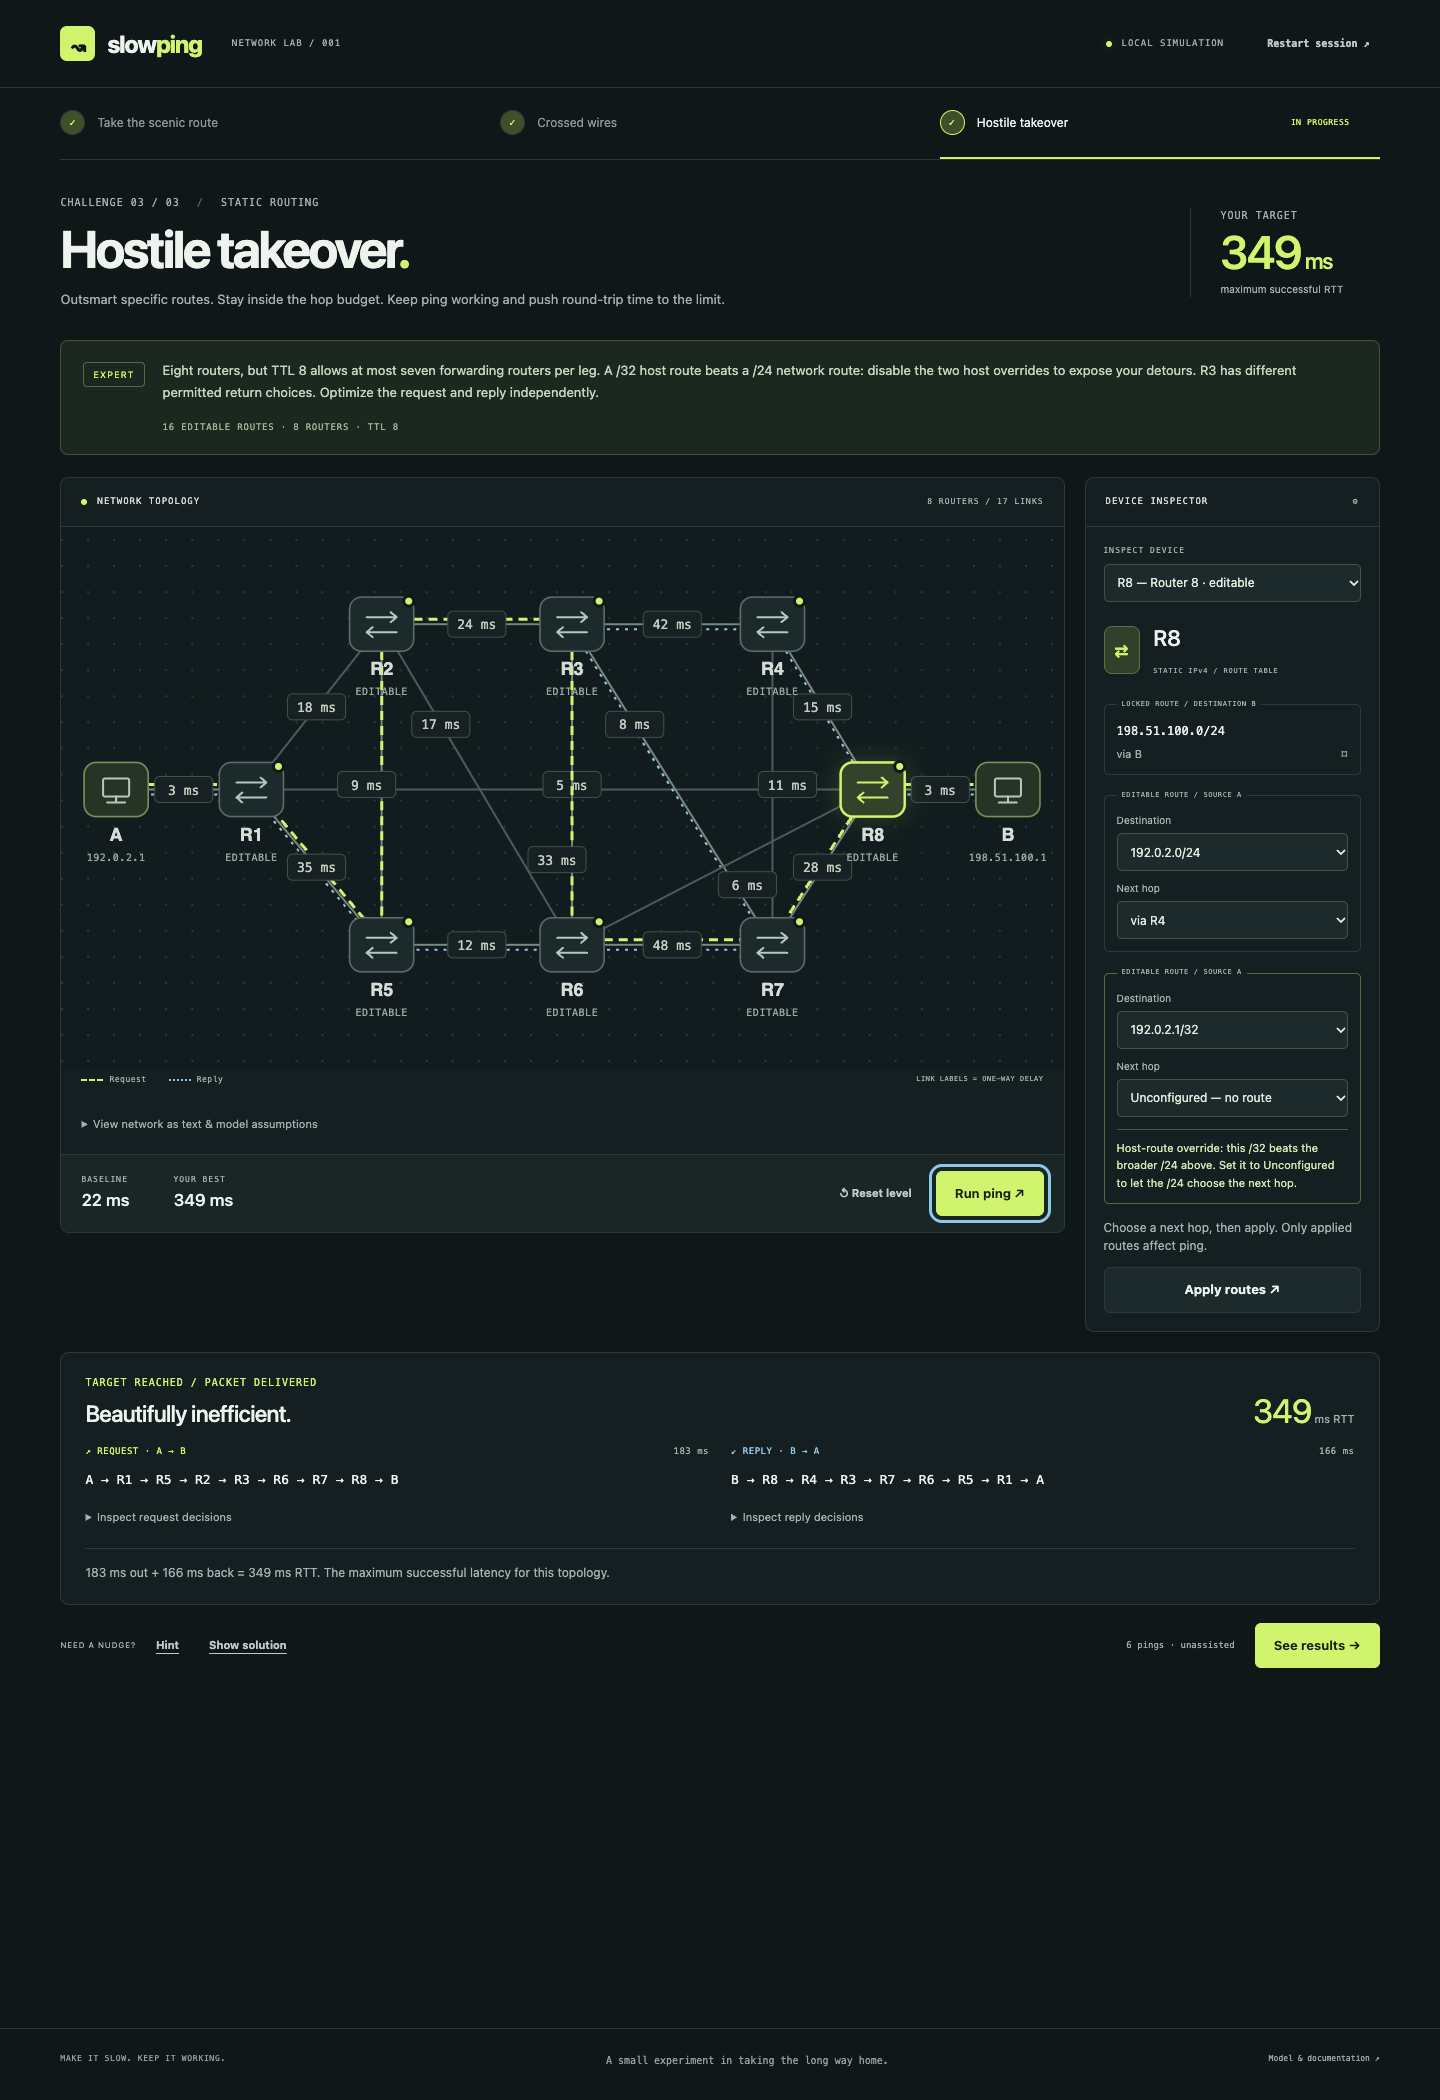 slowping
NETWORK LAB / 001
LOCAL SIMULATION
Restart session ↗
✓ Take the scenic route
✓ Crossed wires
✓ Hostile takeover
IN PROGRESS
CHALLENGE 03 / 03 / STATIC ROUTING
Hostile takeover.
Outsmart specific routes. Stay inside the hop budget. Keep ping working and push round-trip time to the limit.
YOUR TARGET
349 ms
maximum successful RTT
EXPERT
Eight routers, but TTL 8 allows at most seven forwarding routers per leg. A /32 host route beats a /24 network route: disable the two host overrides to expose your detours. R3 has different
permitted return choices. Optimize the request and reply independently.
16 EDITABLE ROUTES · 8 ROUTERS · TTL 8
NETWORK TOPOLOGY
8 ROUTERS / 17 LINKS
24 ms
42 ms
R2
EDITABLE
R3
EDITABLE
R4
EDITABLE
18 ms
17 ms
8 ms
15 ms
3 ms
9 ms
5 ms
11 ms
3 ms
A
192.0.2.1
R1
EDITABLE
R8
EDITABLE
B
198.51.100.1
35 ms
33 ms
6 ms
28 ms
12 ms
48 ms
R5
EDITABLE
R6
EDITABLE
R7
EDITABLE
Request
Reply
LINK LABELS = ONE-WAY DELAY
▶ View network as text & model assumptions
BASELINE
22 ms
YOUR BEST
349 ms
↺ Reset level
Run ping ↗
DEVICE INSPECTOR
INSPECT DEVICE
R8 — Router 8 · editable
R8
STATIC IPv4 / ROUTE TABLE
LOCKED ROUTE / DESTINATION B
198.51.100.0/24
via B
EDITABLE ROUTE / SOURCE A
Destination
192.0.2.0/24
Next hop
via R4
EDITABLE ROUTE / SOURCE A
Destination
192.0.2.1/32
Next hop
Unconfigured — no route
Host-route override: this /32 beats the
broader /24 above. Set it to Unconfigured
to let the /24 choose the next hop.
Choose a next hop, then apply. Only applied
routes affect ping.
Apply routes ↗
TARGET REACHED / PACKET DELIVERED
Beautifully inefficient.
349 ms RTT
↗ REQUEST · A → B
183 ms
A → R1 → R5 → R2 → R3 → R6 → R7 → R8 → B
▶ Inspect request decisions
↙ REPLY · B → A
166 ms
B → R8 → R4 → R3 → R7 → R6 → R5 → R1 → A
▶ Inspect reply decisions
183 ms out + 166 ms back = 349 ms RTT. The maximum successful latency for this topology.
NEED A NUDGE?
Hint
Show solution
6 pings · unassisted
See results →
MAKE IT SLOW. KEEP IT WORKING.
A small experiment in taking the long way home.
Model & documentation ↗